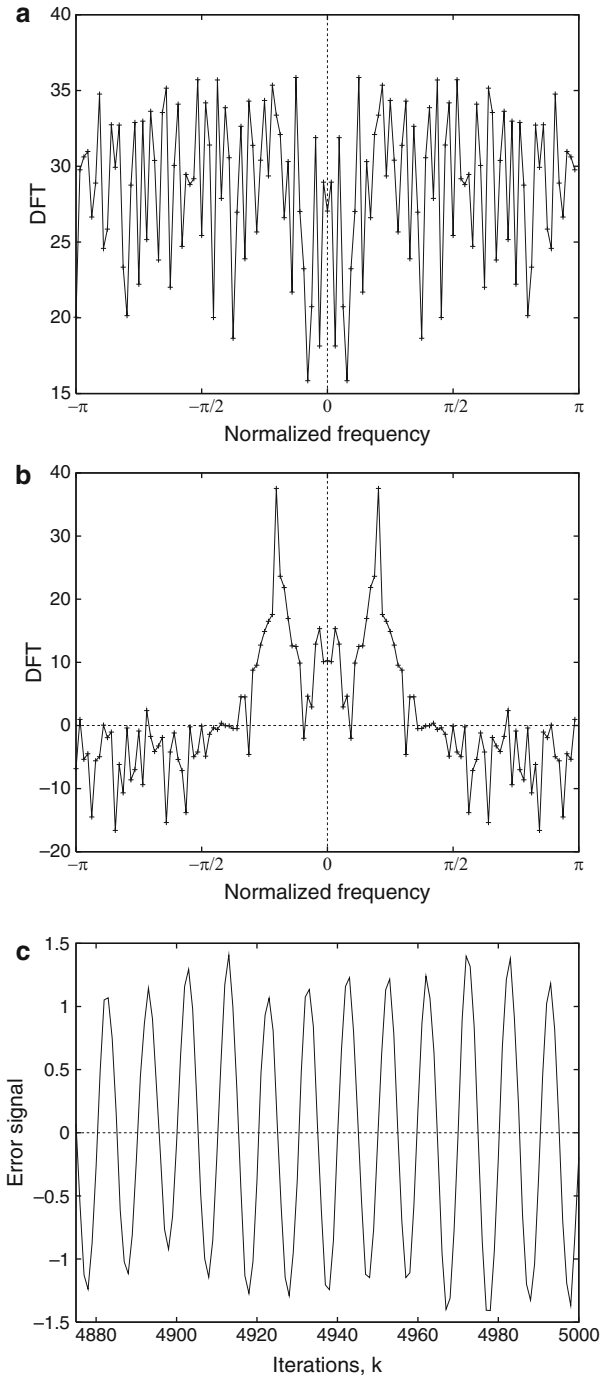 a
40
35
30
25
20
15
DFT
−π
−π/2
0
π/2
π
Normalized frequency
b
40
30
20
10
0
−10
−20
DFT
−π
−π/2
0
π/2
π
Normalized frequency
c
1.5
1
0.5
0
−0.5
−1
−1.5
Error signal
4880
4900
4920
4940
4960
4980
5000
Iterations, k